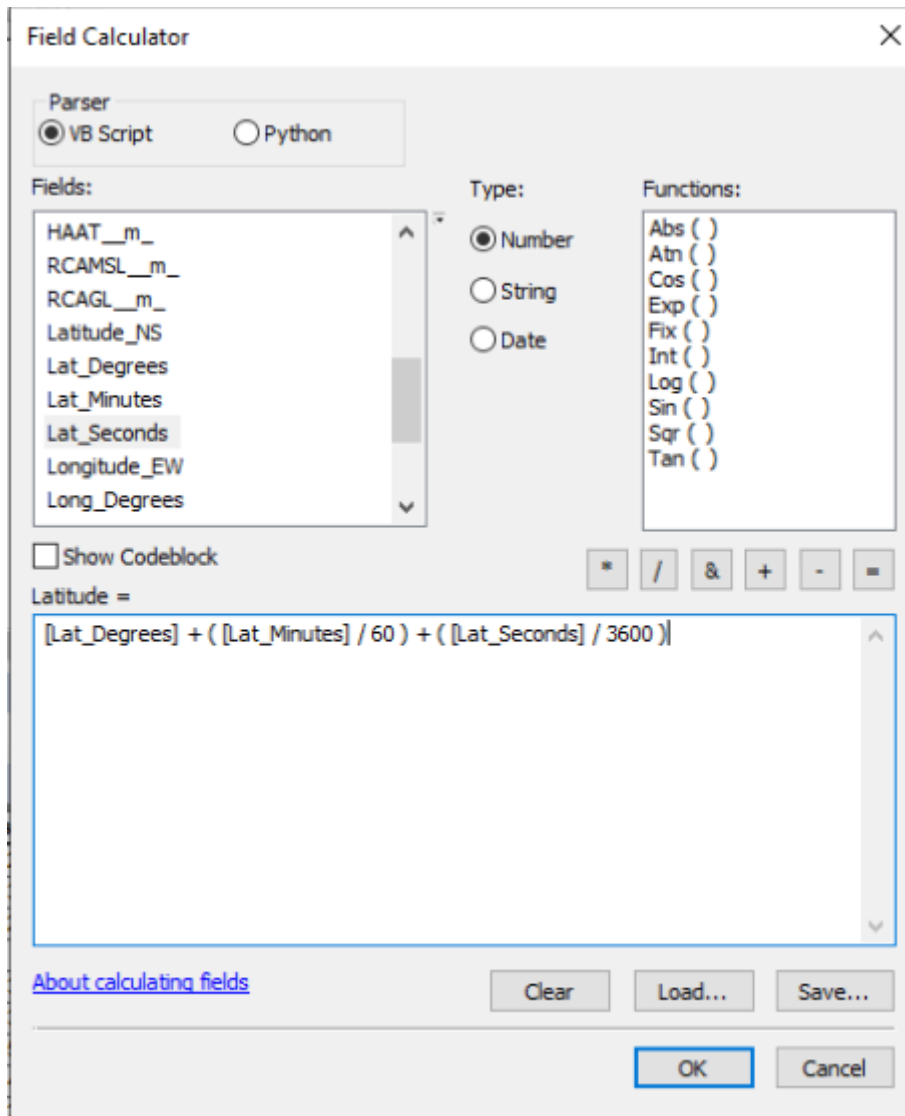 Field Calculator
Parser
VB Script Python
Fields: Type: Functions:
HAAT__m_
RCAMSL__m_
RCAGL__m_
Latitude_NS
Lat_Degrees
Lat_Minutes
Lat_Seconds
Longitude_EW
Long_Degrees
Number
String
Date
Abs ( )
Atn ( )
Cos ( )
Exp ( )
Fix ( )
Int ( )
Log ( )
Sin ( )
Sqr ( )
Tan ( )
Show Codeblock
* / & + - =
Latitude =
[Lat_Degrees] + ( [Lat_Minutes] / 60 ) + ( [Lat_Seconds] / 3600 )
About calculating fields
Clear Load... Save...
OK Cancel